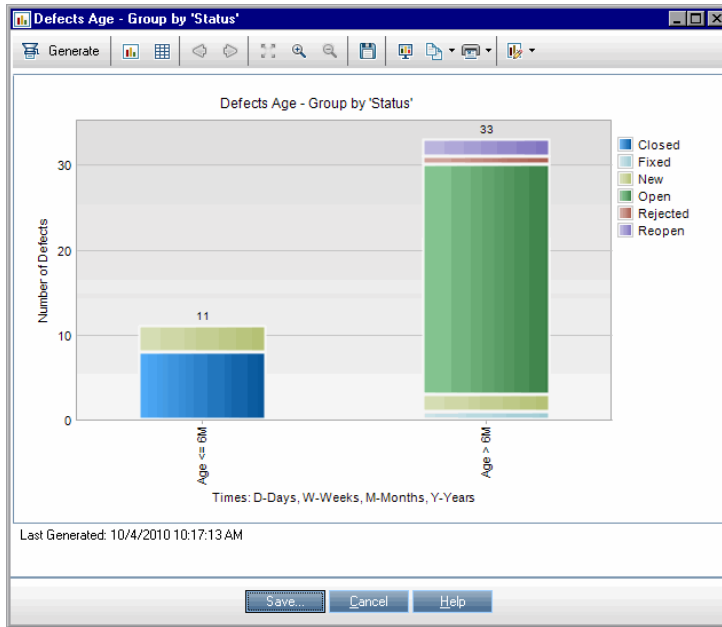 Defects Age - Group by 'Status'
Generate
Defects Age - Group by 'Status'
Number of Defects
30
20
10
0
11
33
Age <= 6M
Age > 6M
Times: D-Days, W-Weeks, M-Months, Y-Years
Closed
Fixed
New
Open
Rejected
Reopen
Last Generated: 10/4/2010 10:17:13 AM
Save...
Cancel
Help